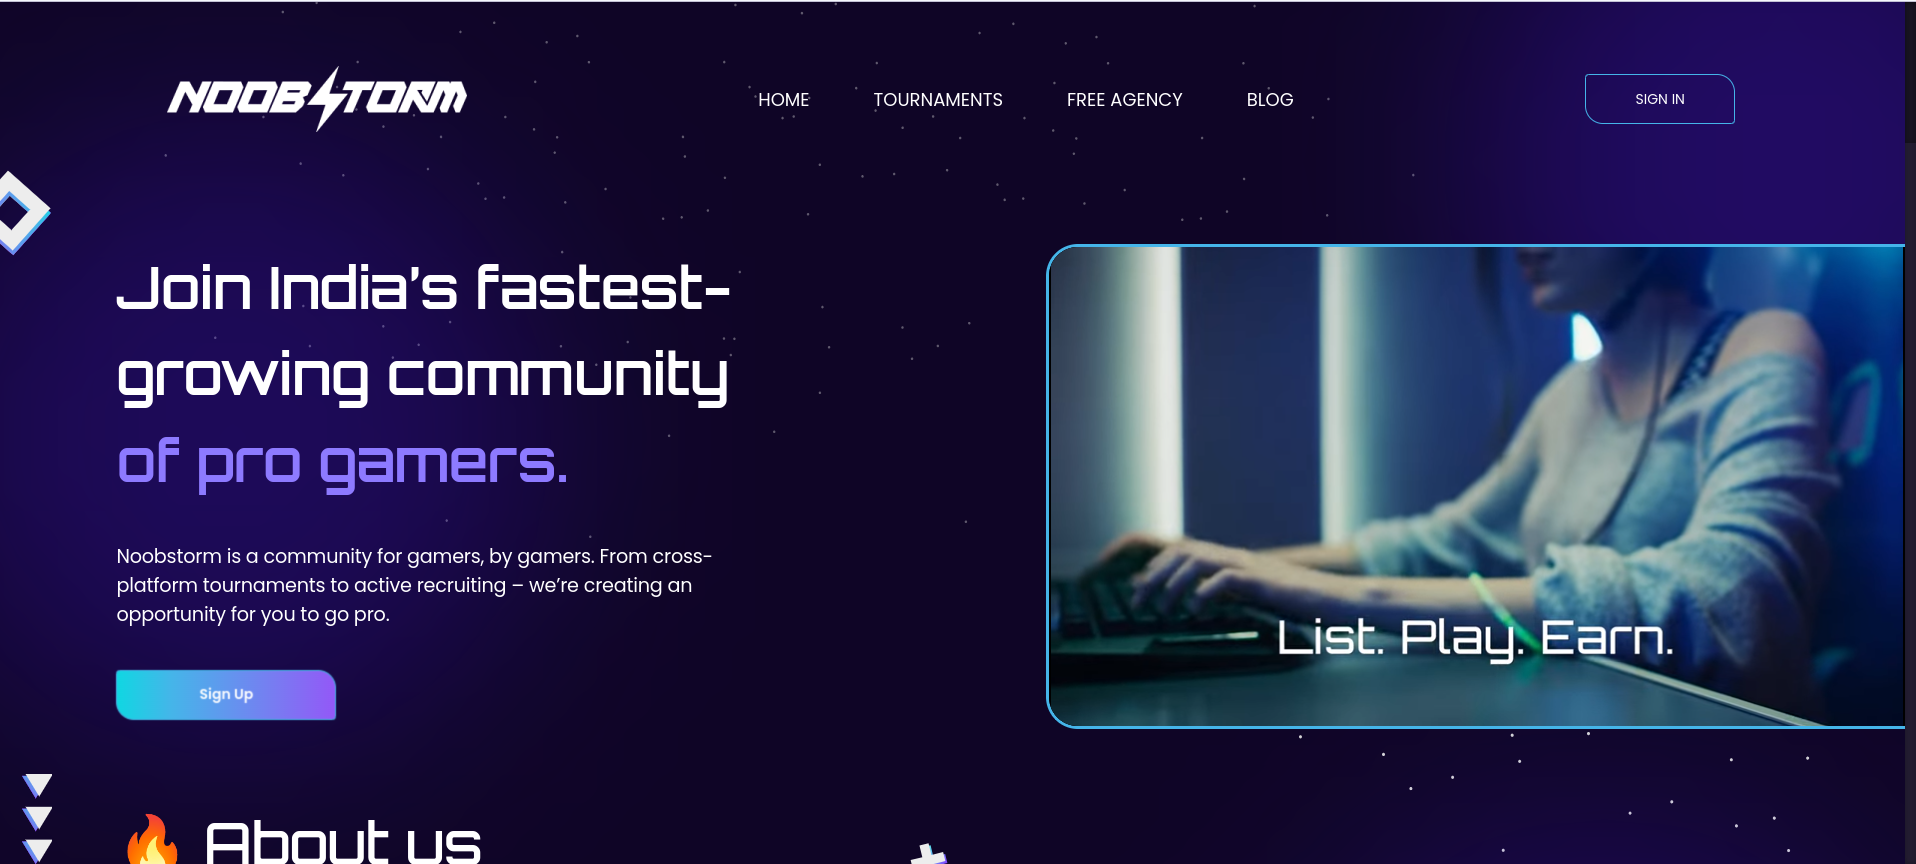 NOOBSTORM
HOME TOURNAMENTS FREE AGENCY BLOG
SIGN IN
Join India’s fastest-
growing community
of pro gamers.
Noobstorm is a community for gamers, by gamers. From cross-
platform tournaments to active recruiting – we’re creating an
opportunity for you to go pro.
Sign Up
List. Play. Earn.
🔥 About us